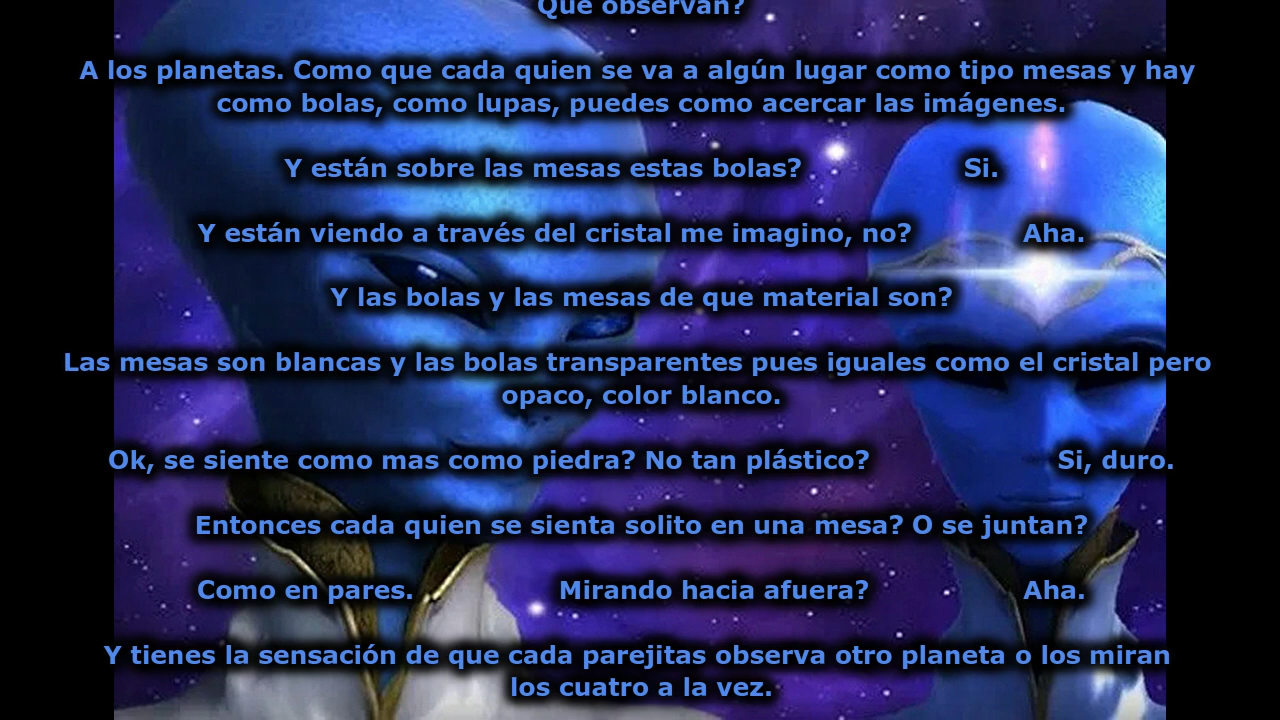 Que observan?
A los planetas. Como que cada quien se va a algún lugar como tipo mesas y hay
como bolas, como lupas, puedes como acercar las imágenes.
Y están sobre las mesas estas bolas? Si.
Y están viendo a través del cristal me imagino, no? Aha.
Y las bolas y las mesas de que material son?
Las mesas son blancas y las bolas transparentes pues iguales como el cristal pero
opaco, color blanco.
Ok, se siente como mas como piedra? No tan plástico? Si, duro.
Entonces cada quien se sienta solito en una mesa? O se juntan?
Como en pares. Mirando hacia afuera? Aha.
Y tienes la sensación de que cada parejitas observa otro planeta o los miran
los cuatro a la vez.